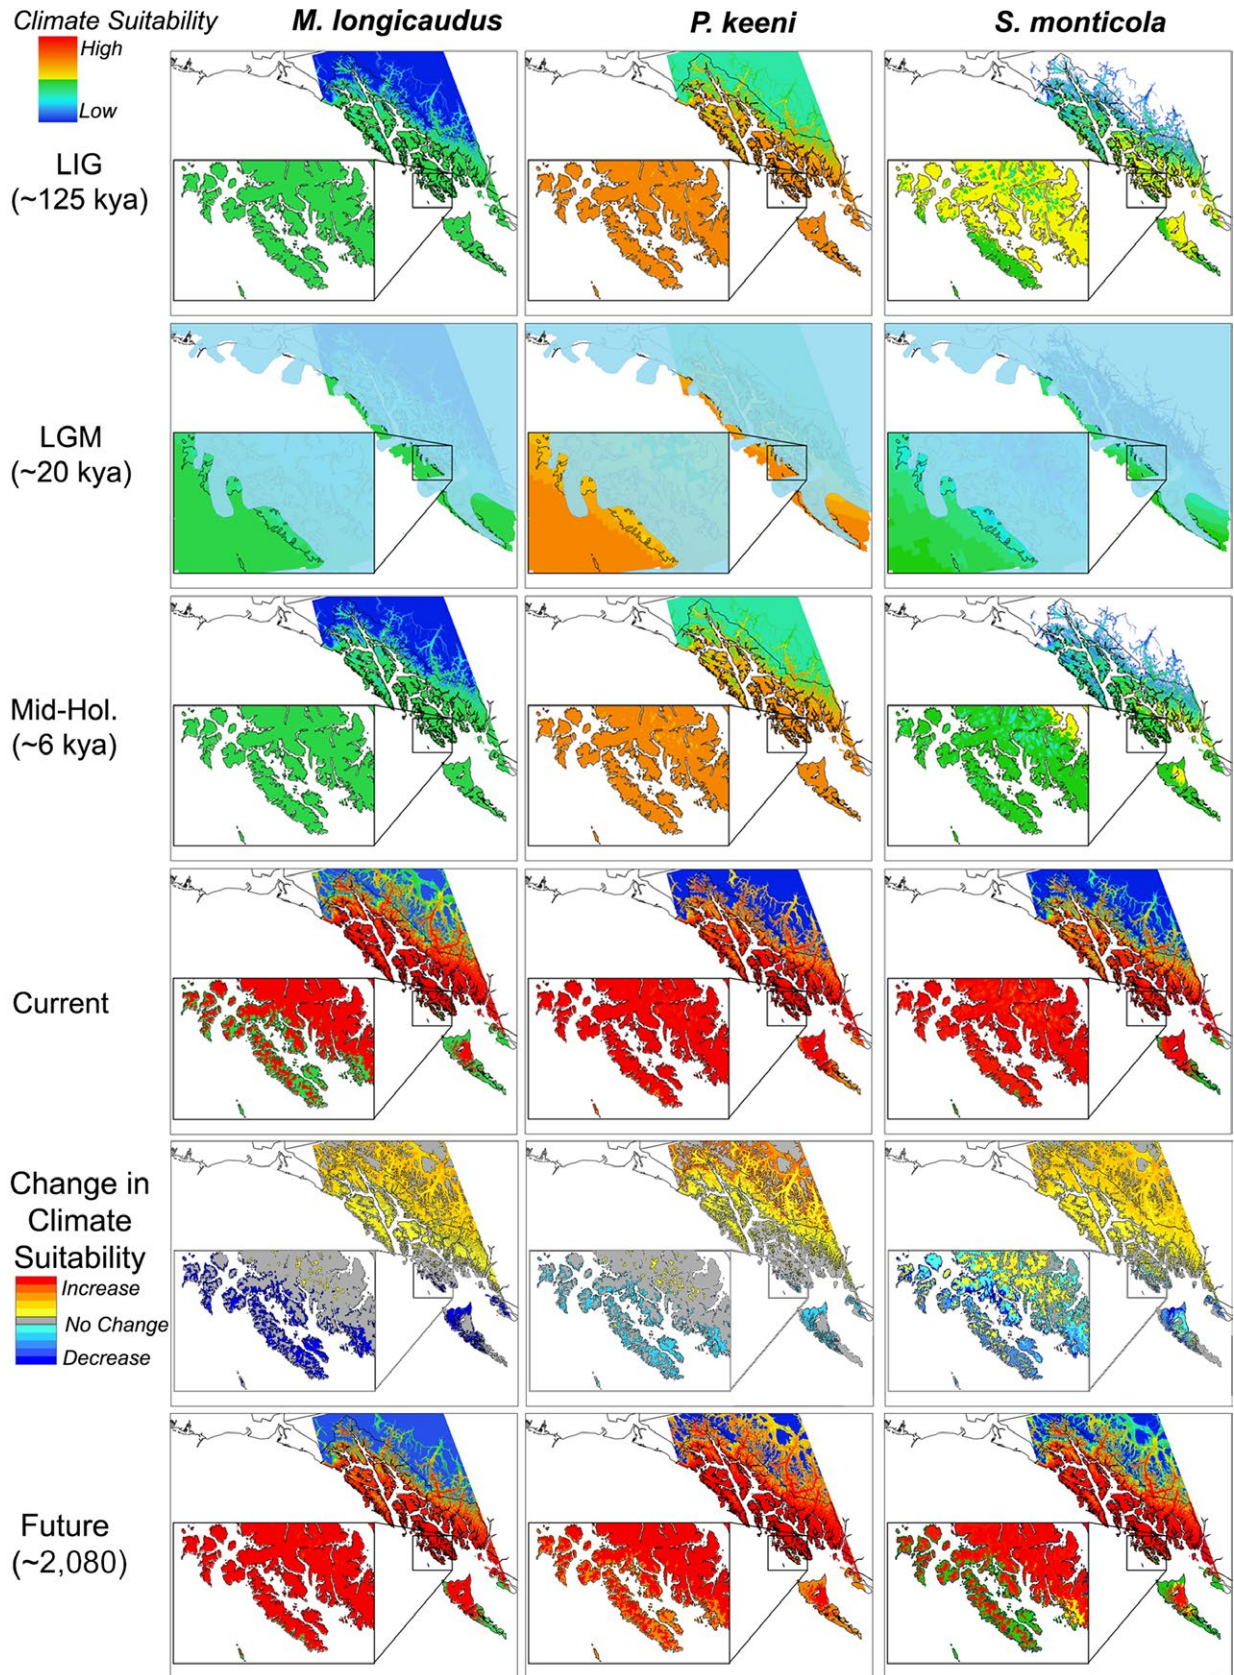 Climate Suitability
M. longicaudus
P. keeni
S. monticola
High
Low
LIG
(~125 kya)
LGM
(~20 kya)
Mid-Hol.
(~6 kya)
Current
Change in
Climate
Suitability
Increase
No Change
Decrease
Future
(~2,080)